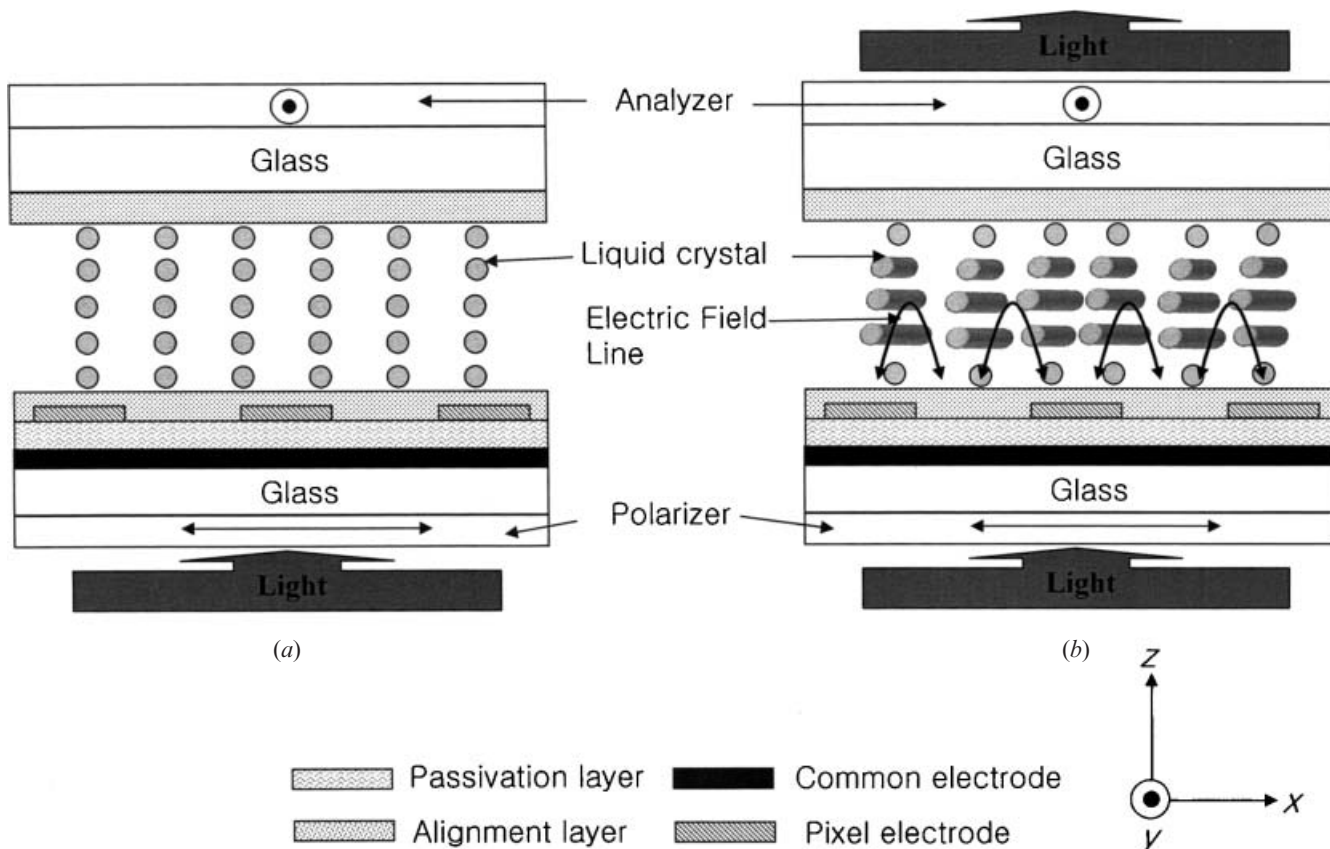 Light
Analyzer
Glass
Glass
Liquid crystal
Electric Field
Line
Glass
Glass
Polarizer
Light
Light
(a)
(b)
z
x
y
Passivation layer
Common electrode
Alignment layer
Pixel electrode